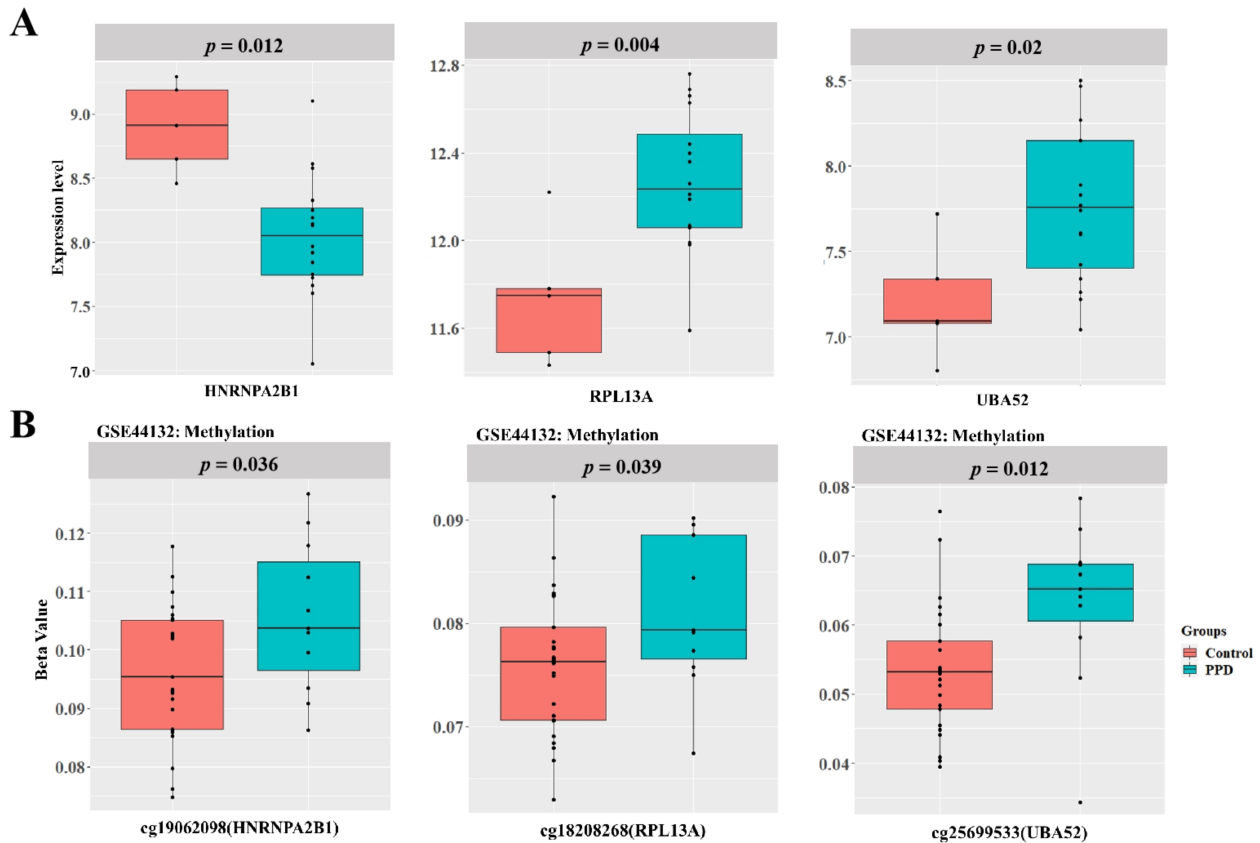 A
p = 0.012
p = 0.004
p = 0.02
Expression level
9.0
8.5
8.0
7.5
7.0
12.8
12.4
12.0
11.6
8.5
8.0
7.5
7.0
HNRNPA2B1
RPL13A
UBA52
B
GSE44132: Methylation
GSE44132: Methylation
GSE44132: Methylation
p = 0.036
p = 0.039
p = 0.012
Beta Value
0.12
0.11
0.10
0.09
0.08
0.09
0.08
0.07
0.08
0.07
0.06
0.05
0.04
Groups
Control
PPD
cg19062098(HNRNPA2B1)
cg18208268(RPL13A)
cg25699533(UBA52)